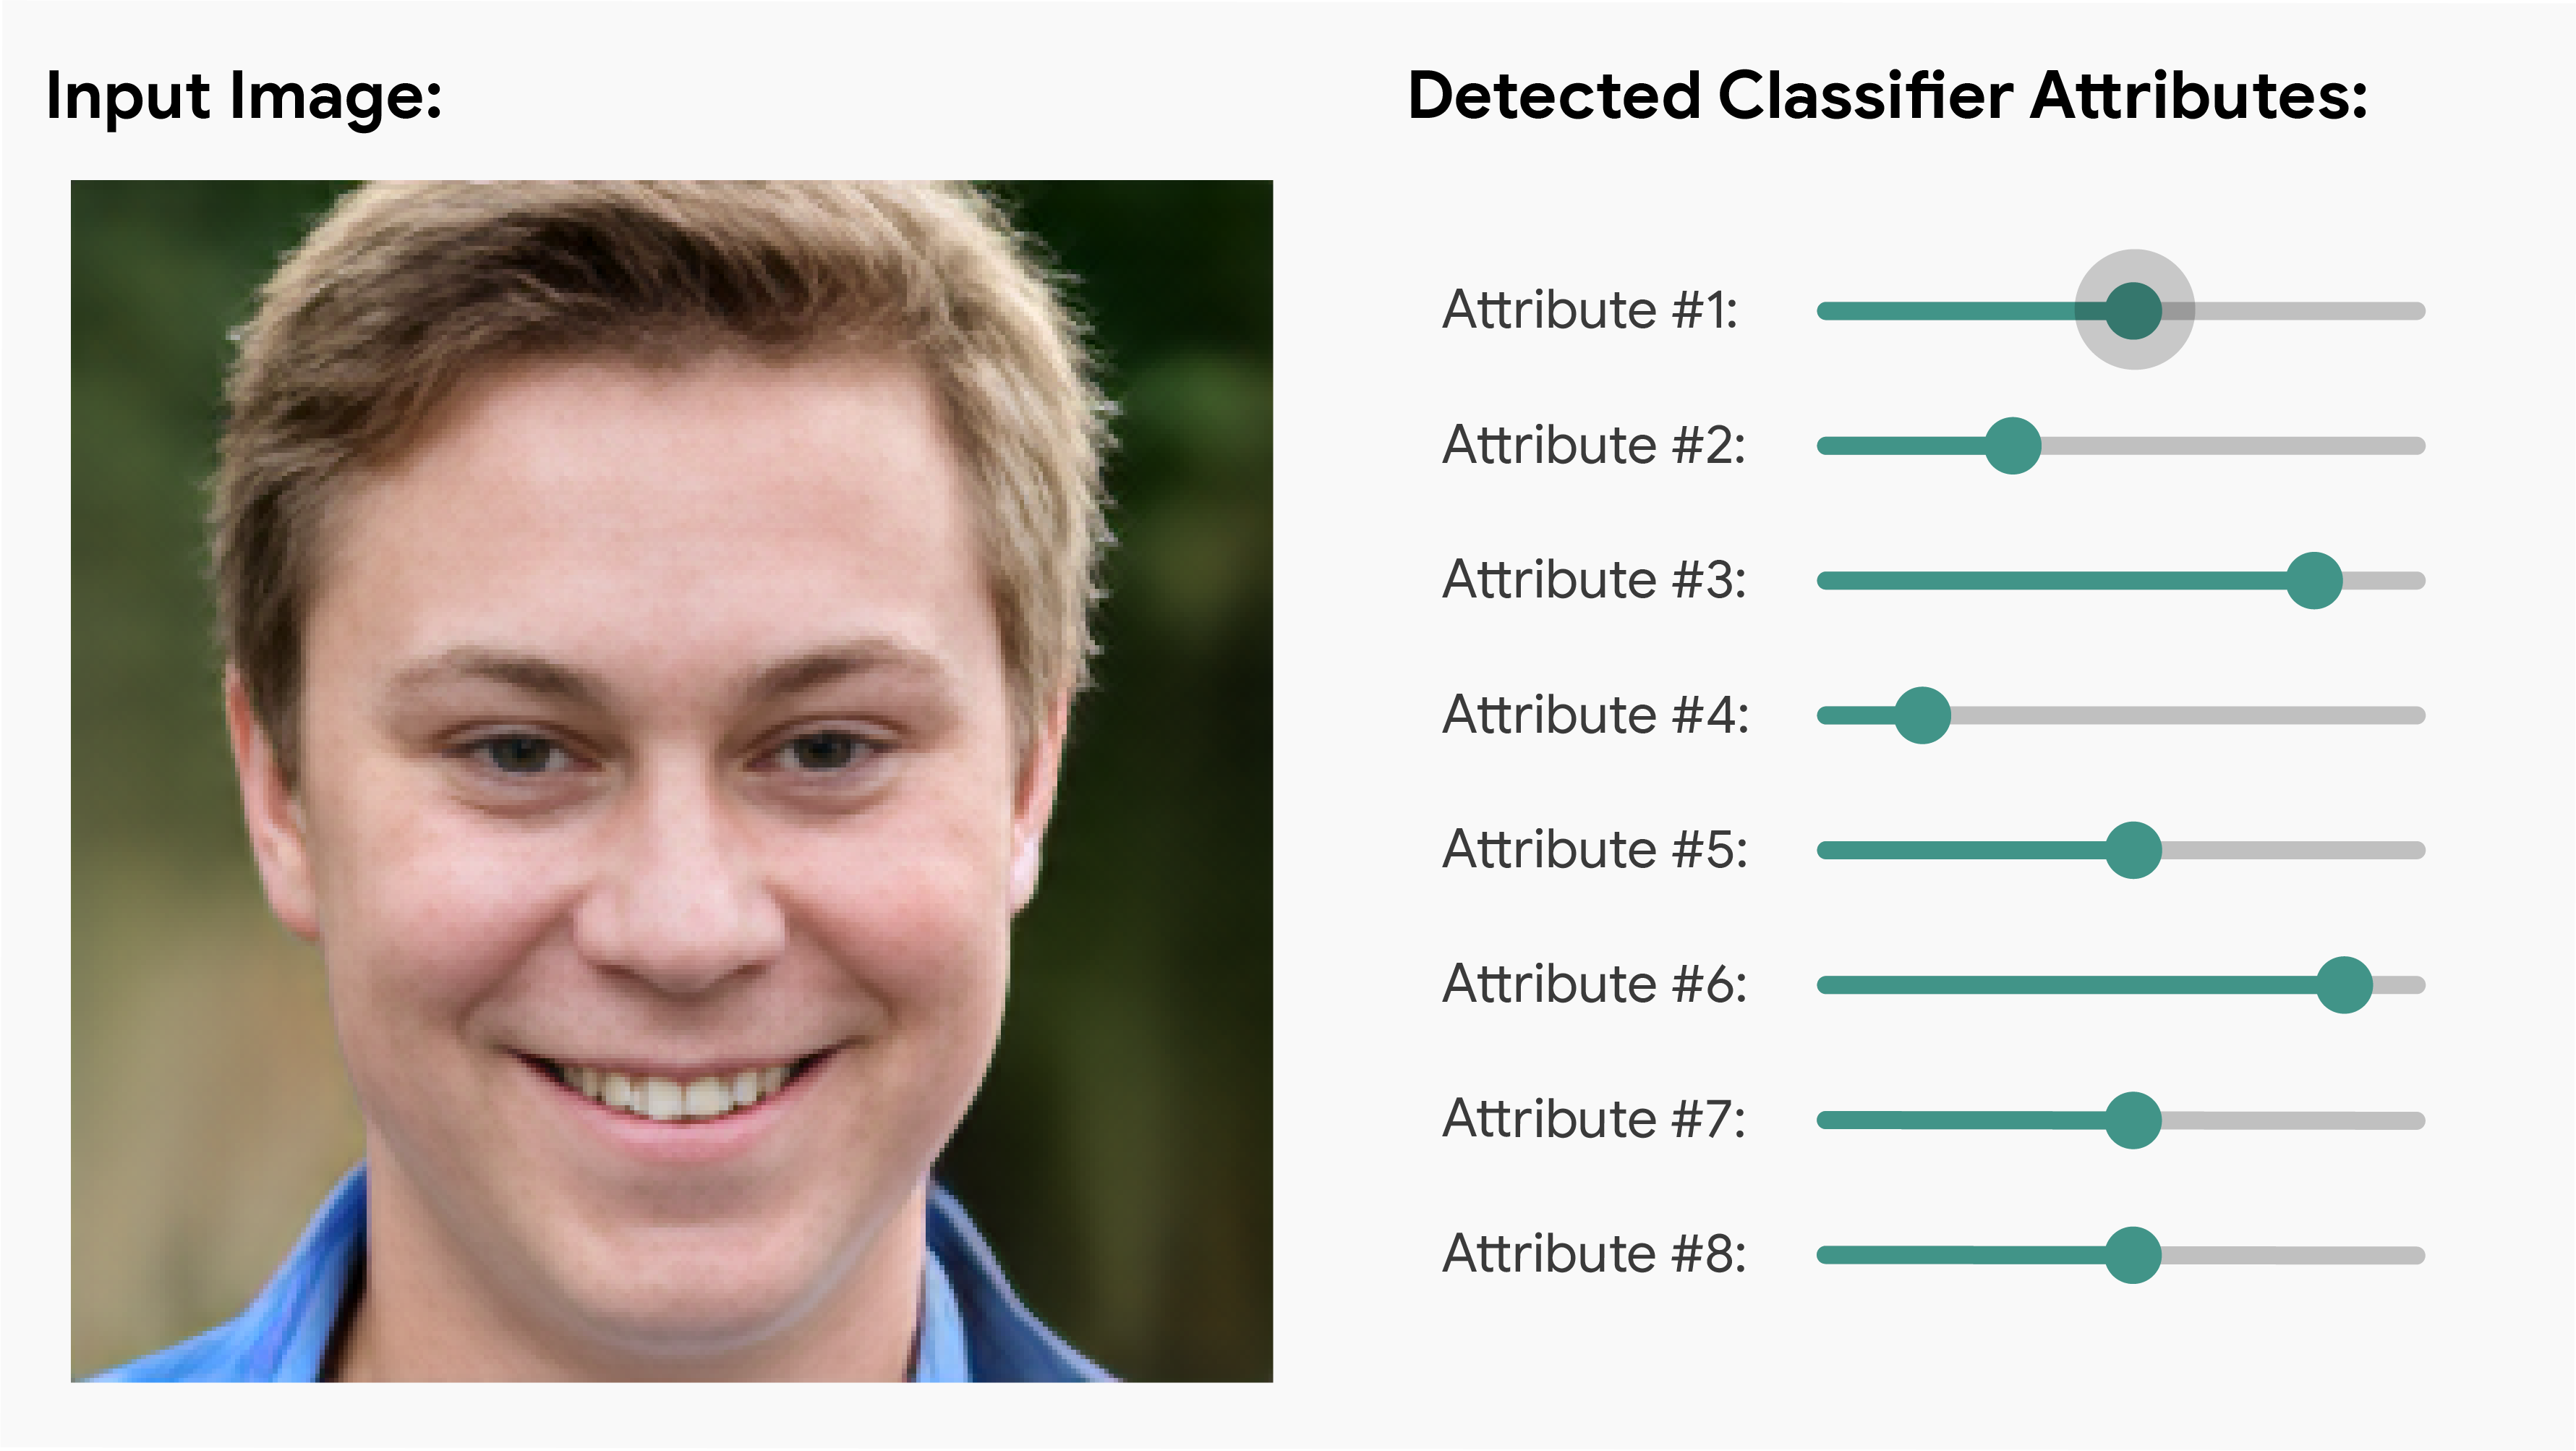 Input Image:
Detected Classifier Attributes:
Attribute #1:
Attribute #2:
Attribute #3:
Attribute #4:
Attribute #5:
Attribute #6:
Attribute #7:
Attribute #8: